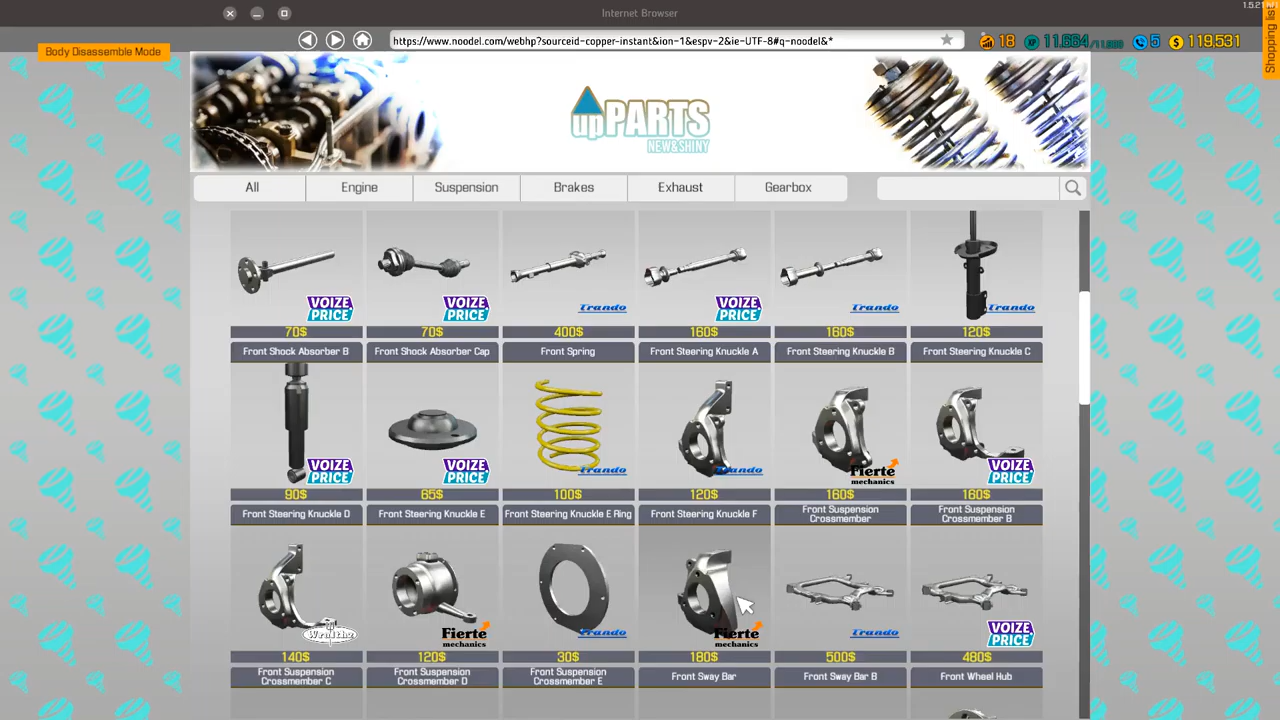 Internet Browser
1.5.2
Body Disassemble Mode
https://www.noodel.com/webhp?sourceid-copper-instant&ion-1&espv-2&ie-UTF-8#q-noodel&*
18
11.664
5
119.531
Shopping list
upPARTS
NEW&SHINY
All
Engine
Suspension
Brakes
Exhaust
Gearbox
VOIZE PRICE
VOIZE PRICE
Trando
VOIZE PRICE
Trando
Trando
70$
70$
400$
160$
160$
120$
Front Shock Absorber B
Front Shock Absorber Cap
Front Spring
Front Steering Knuckle A
Front Steering Knuckle B
Front Steering Knuckle C
VOIZE PRICE
VOIZE PRICE
Trando
Trando
Fierte mechanics
VOIZE PRICE
90$
65$
100$
120$
160$
160$
Front Steering Knuckle D
Front Steering Knuckle E
Front Steering Knuckle E Ring
Front Steering Knuckle F
Front Suspension Crossmember
Front Suspension Crossmember B
Fierte mechanics
Trando
Fierte mechanics
Trando
VOIZE PRICE
140$
120$
30$
180$
500$
480$
Front Suspension Crossmember C
Front Suspension Crossmember D
Front Suspension Crossmember E
Front Sway Bar
Front Sway Bar B
Front Wheel Hub